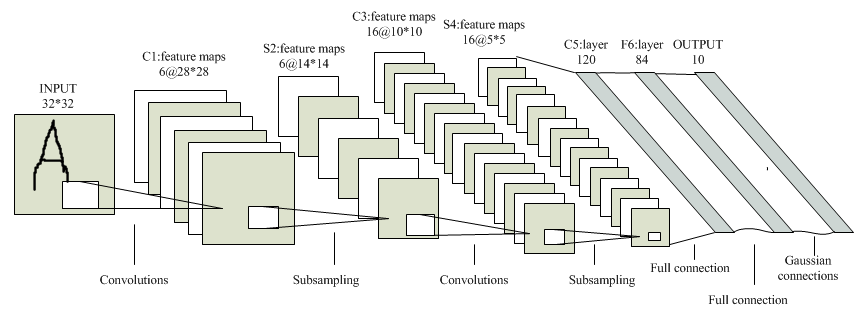 INPUT
32*32
A
C1:feature maps
6@28*28
S2:feature maps
6@14*14
C3:feature maps
16@10*10
S4:feature maps
16@5*5
C5:layer
120
F6:layer
84
OUTPUT
10
Convolutions
Subsampling
Convolutions
Subsampling
Full connection
Full connection
Gaussian
connections